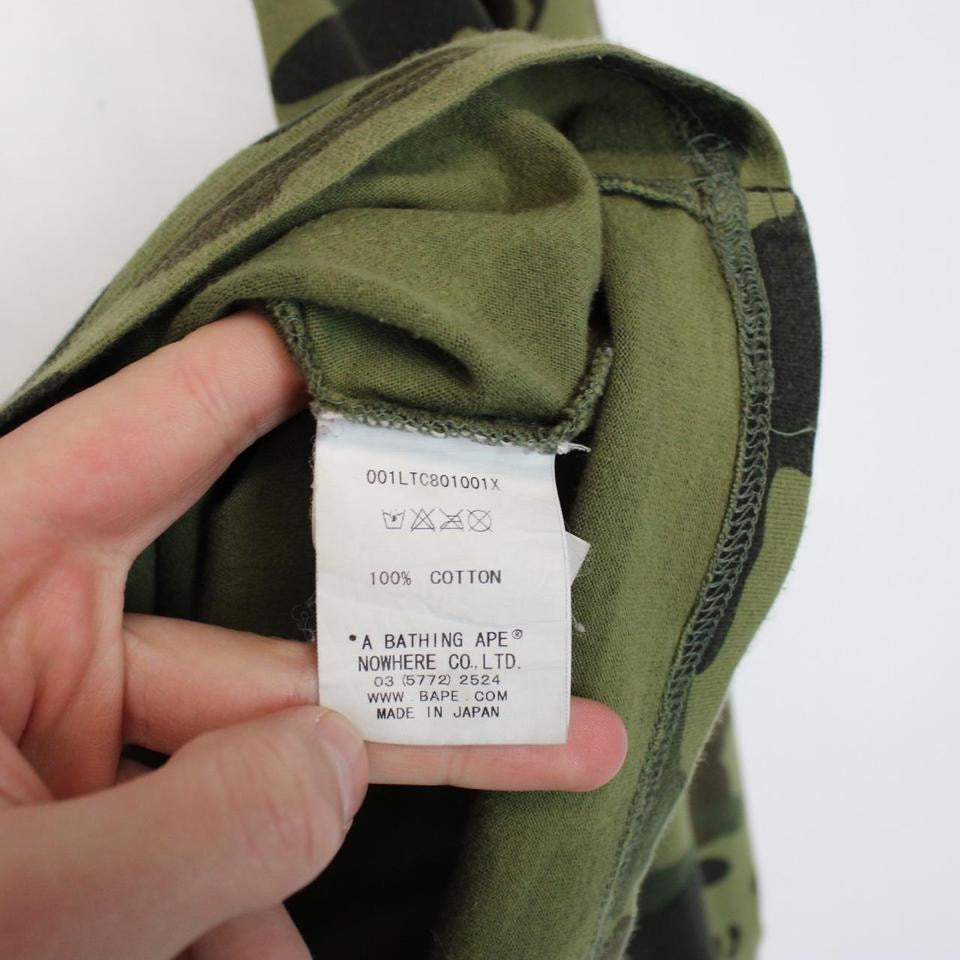 001LTC801001X
100% COTTON
•A BATHING APE®
NOWHERE CO., LTD.
03 (5772) 2524
WWW.BAPE.COM
MADE IN JAPAN